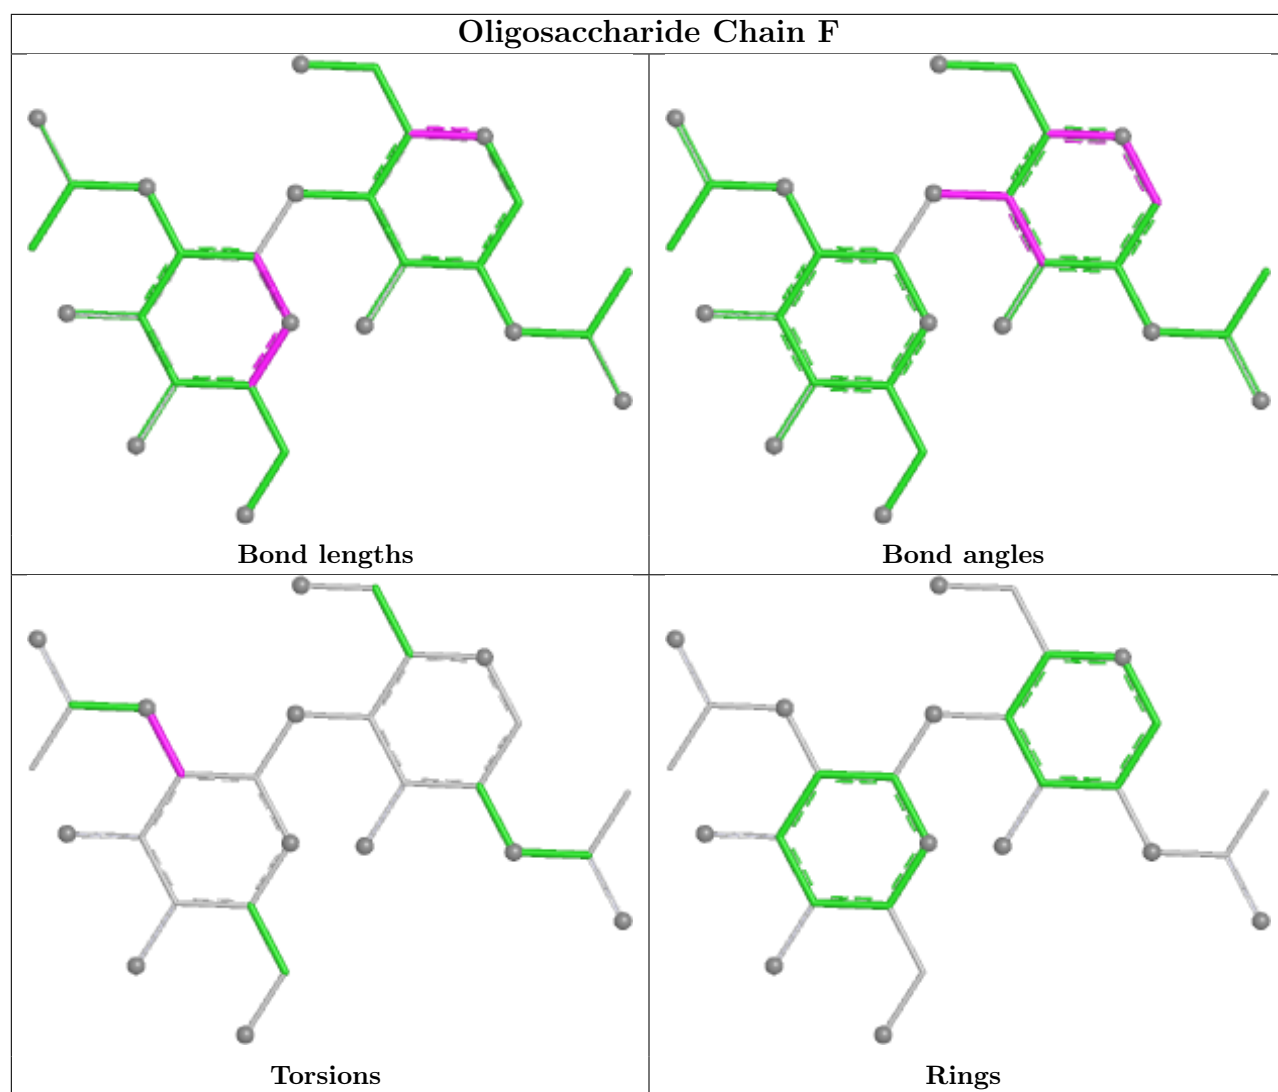 Oligosaccharide Chain F
Bond lengths
Bond angles
Torsions
Rings